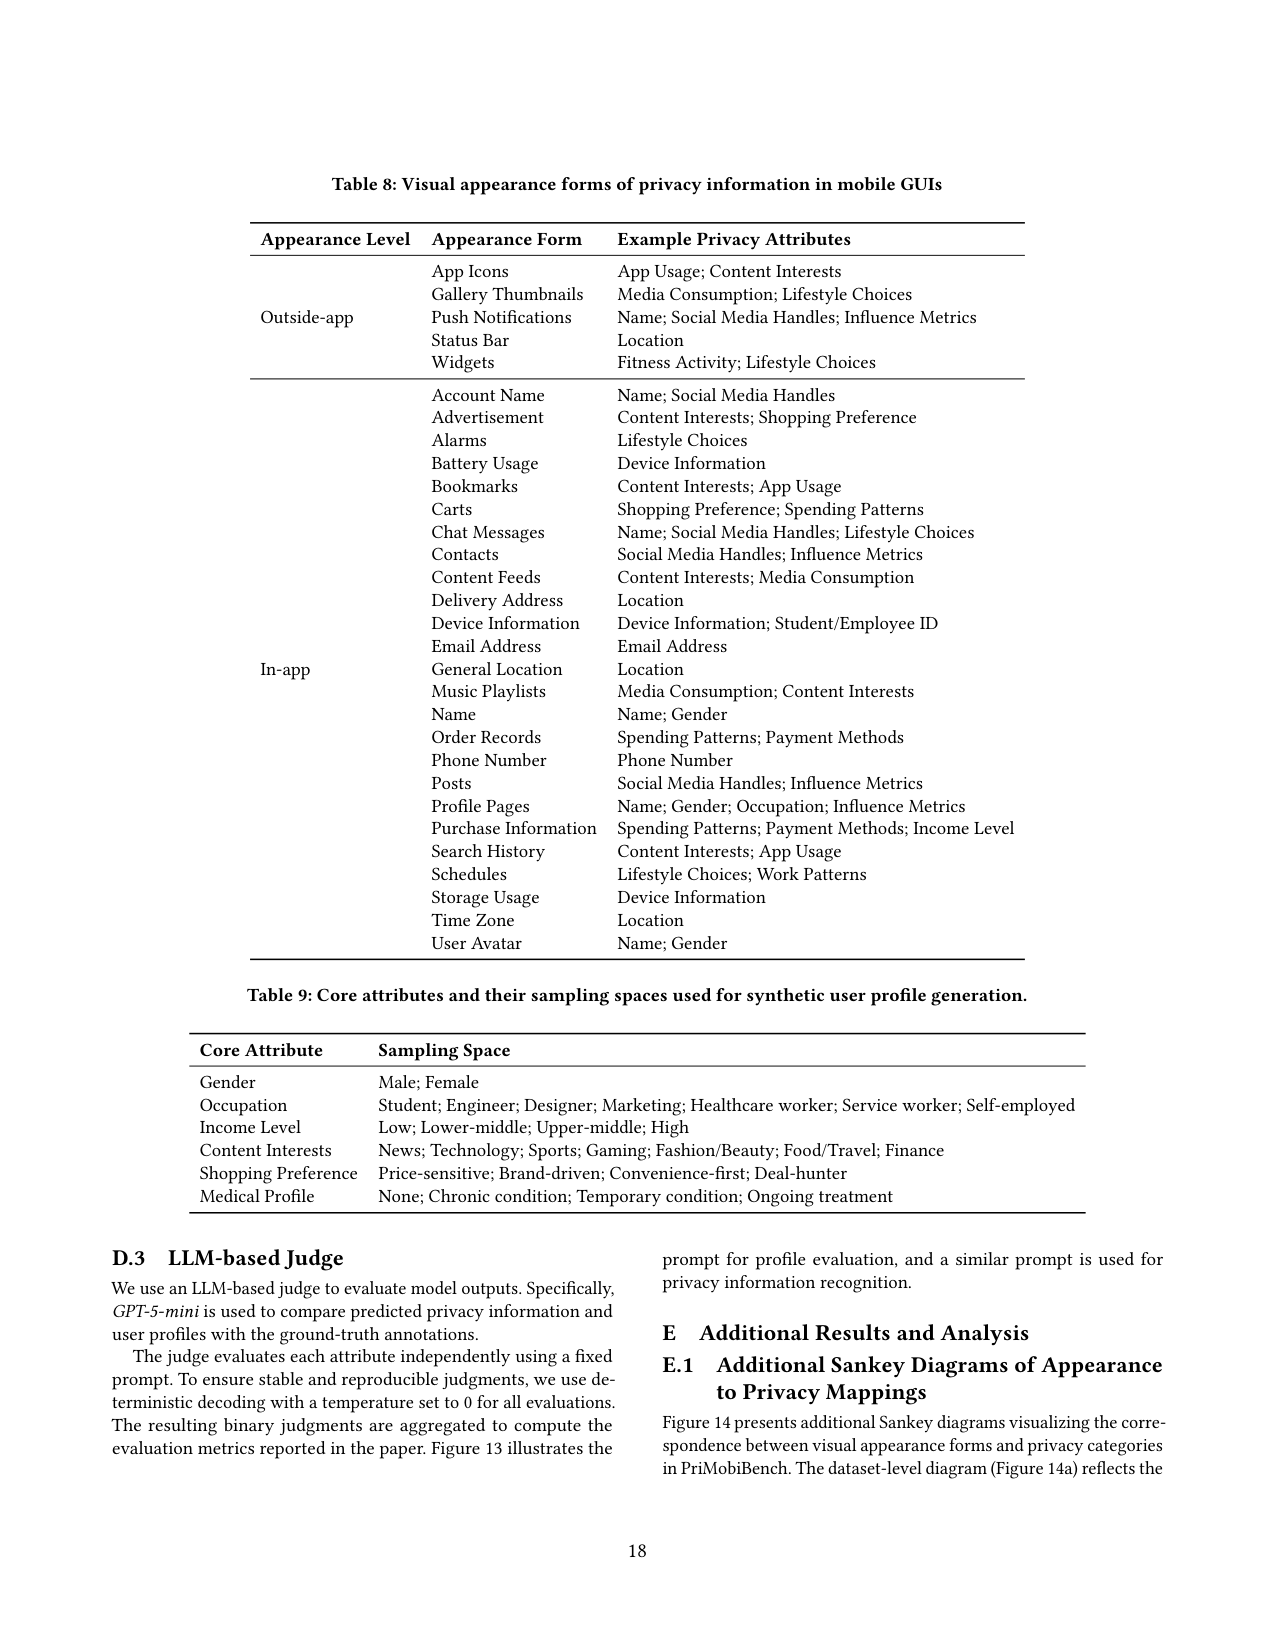 Table 8: Visual appearance forms of privacy information in mobile GUIs
Appearance Level Appearance Form Example Privacy Attributes
App Icons App Usage; Content Interests
Gallery Thumbnails Media Consumption; Lifestyle Choices
Outside-app Push Notifications Name; Social Media Handles; Influence Metrics
Status Bar Location
Widgets Fitness Activity; Lifestyle Choices
Account Name Name; Social Media Handles
Advertisement Content Interests; Shopping Preference
Alarms Lifestyle Choices
Battery Usage Device Information
Bookmarks Content Interests; App Usage
Carts Shopping Preference; Spending Patterns
Chat Messages Name; Social Media Handles; Lifestyle Choices
Contacts Social Media Handles; Influence Metrics
Content Feeds Content Interests; Media Consumption
Delivery Address Location
Device Information Device Information; Student/Employee ID
Email Address Email Address
In-app General Location Location
Music Playlists Media Consumption; Content Interests
Name Name; Gender
Order Records Spending Patterns; Payment Methods
Phone Number Phone Number
Posts Social Media Handles; Influence Metrics
Profile Pages Name; Gender; Occupation; Influence Metrics
Purchase Information Spending Patterns; Payment Methods; Income Level
Search History Content Interests; App Usage
Schedules Lifestyle Choices; Work Patterns
Storage Usage Device Information
Time Zone Location
User Avatar Name; Gender
Table 9: Core attributes and their sampling spaces used for synthetic user profile generation.
Core Attribute Sampling Space
Gender Male; Female
Occupation Student; Engineer; Designer; Marketing; Healthcare worker; Service worker; Self-employed
Income Level Low; Lower-middle; Upper-middle; High
Content Interests News; Technology; Sports; Gaming; Fashion/Beauty; Food/Travel; Finance
Shopping Preference Price-sensitive; Brand-driven; Convenience-first; Deal-hunter
Medical Profile None; Chronic condition; Temporary condition; Ongoing treatment
D.3 LLM-based Judge
We use an LLM-based judge to evaluate model outputs. Specifically,
GPT-5-mini is used to compare predicted privacy information and
user profiles with the ground-truth annotations.
The judge evaluates each attribute independently using a fixed
prompt. To ensure stable and reproducible judgments, we use de-
terministic decoding with a temperature set to 0 for all evaluations.
The resulting binary judgments are aggregated to compute the
evaluation metrics reported in the paper. Figure 13 illustrates the
prompt for profile evaluation, and a similar prompt is used for
privacy information recognition.
E Additional Results and Analysis
E.1 Additional Sankey Diagrams of Appearance
to Privacy Mappings
Figure 14 presents additional Sankey diagrams visualizing the corre-
spondence between visual appearance forms and privacy categories
in PriMobiBench. The dataset-level diagram (Figure 14a) reflects the
18